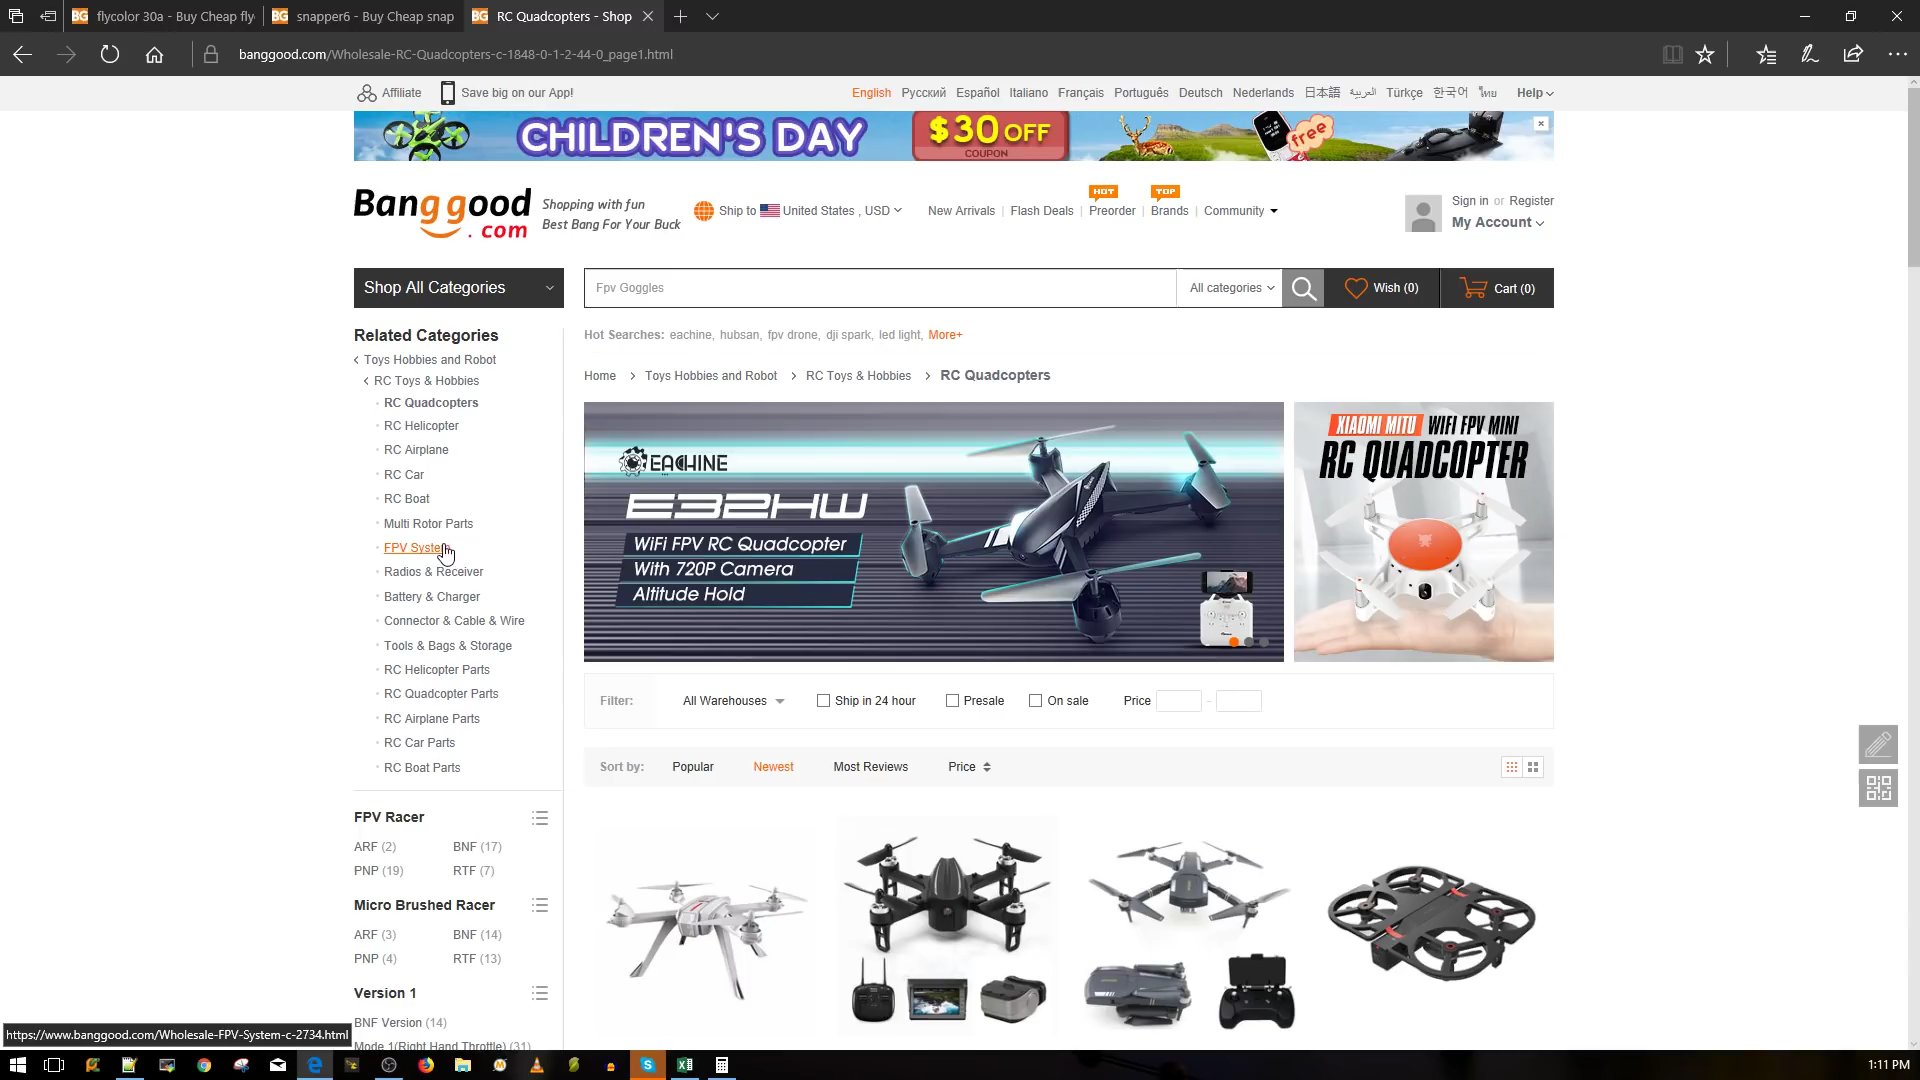 flycolor 30a - Buy Cheap fly
snapper6 - Buy Cheap snap
RC Quadcopters - Shop
banggood.com/Wholesale-RC-Quadcopters-c-1848-0-1-2-44-0_page1.html
Affiliate
Save big on our App!
English Русский Español Italiano Français Português Deutsch Nederlands 日本語 العربية Türkçe 한국어 ไทย Help
CHILDREN'S DAY
$30 OFF
COUPON
free
Banggood
.com
Shopping with fun
Best Bang For Your Buck
Ship to United States , USD
HOT
TOP
New Arrivals | Flash Deals | Preorder | Brands | Community
Sign in or Register
My Account
Shop All Categories
Fpv Goggles
All categories
Wish (0)
Cart (0)
Related Categories
Toys Hobbies and Robot
RC Toys & Hobbies
RC Quadcopters
RC Helicopter
RC Airplane
RC Car
RC Boat
Multi Rotor Parts
FPV System
Radios & Receiver
Battery & Charger
Connector & Cable & Wire
Tools & Bags & Storage
RC Helicopter Parts
RC Quadcopter Parts
RC Airplane Parts
RC Car Parts
RC Boat Parts
FPV Racer
ARF (2) BNF (17)
PNP (19) RTF (7)
Micro Brushed Racer
ARF (3) BNF (14)
PNP (4) RTF (13)
Version 1
BNF Version (14)
Mode 1(Right Hand Throttle) (31)
Hot Searches: eachine, hubsan, fpv drone, dji spark, led light, More+
Home > Toys Hobbies and Robot > RC Toys & Hobbies > RC Quadcopters
EACHINE
E32HW
WiFi FPV RC Quadcopter
With 720P Camera
Altitude Hold
XIAOMI MITU WIFI FPV MINI
RC QUADCOPTER
Filter: All Warehouses Ship in 24 hour Presale On sale Price -
Sort by: Popular Newest Most Reviews Price
https://www.banggood.com/Wholesale-FPV-System-c-2734.html
1:11 PM